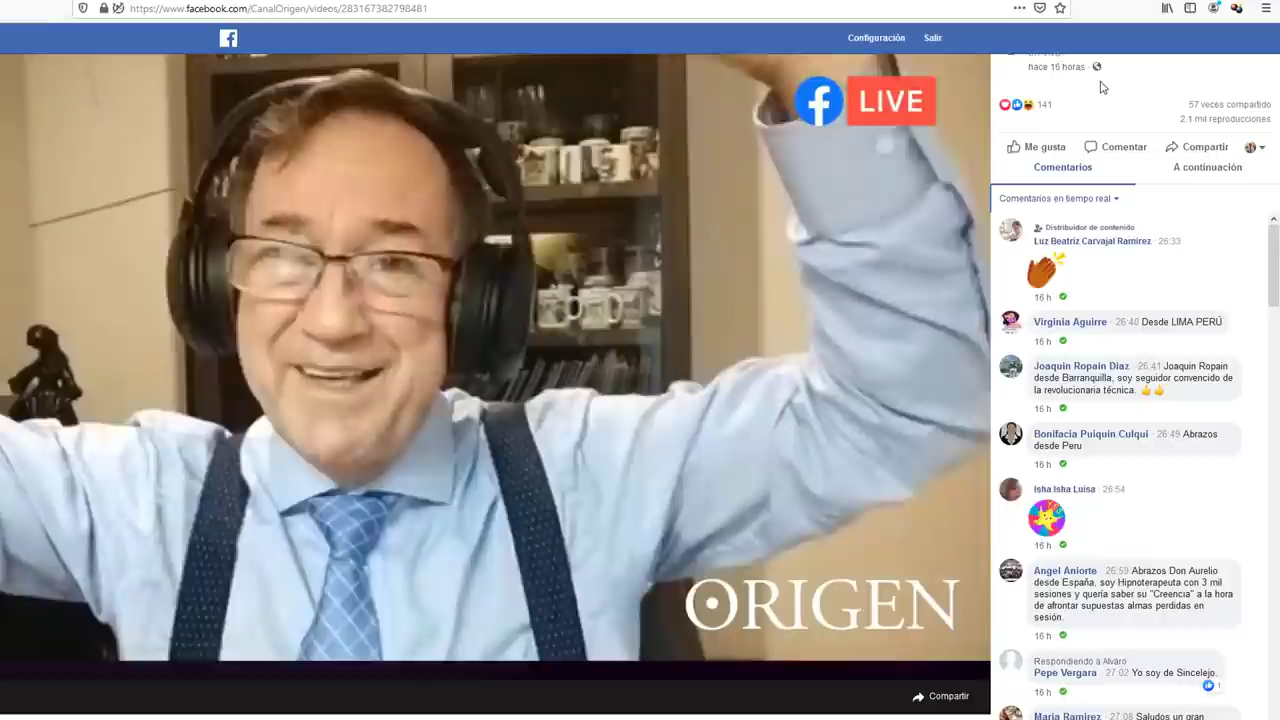 https://www.facebook.com/CanalOrigen/videos/283167382798481
Configuración
Salir
LIVE
ORIGEN
Compartir
hace 16 horas ·
141
57 veces compartido
2.1 mil reproducciones
Me gusta
Comentar
Compartir
Comentarios
A continuación
Comentarios en tiempo real
Distribuidor de contenido
Luz Beatriz Carvajal Ramirez 26:33
16 h
Virginia Aguirre 26:40 Desde LIMA PERÚ
16 h
Joaquin Ropain Diaz 26:41 Joaquin Ropain
desde Barranquilla, soy seguidor convencido de
la revolucionaria técnica. 👍👍
16 h
Bonifacia Puiquin Culqui 26:49 Abrazos
desde Peru
16 h
Isha Isha Luisa 26:54
16 h
Angel Aniorte 26:59 Abrazos Don Aurelio
desde España, soy Hipnoterapeuta con 3 mil
sesiones y quería saber su "Creencia" a la hora
de afrontar supuestas almas perdidas en
sesión.
16 h
Respondiendo a Alvaro
Pepe Vergara 27:02 Yo soy de Sincelejo.
1
16 h
Maria Ramirez 27:08 Saludos un gran